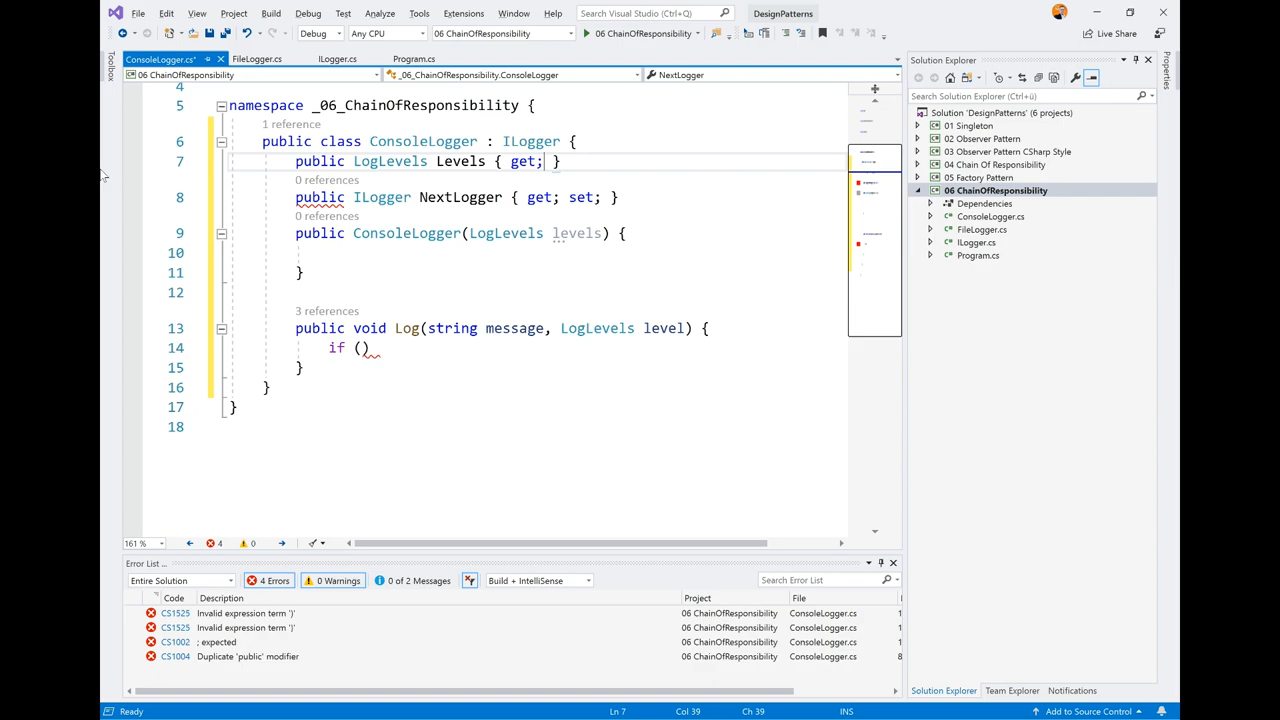 File Edit View Project Build Debug Test Analyze Tools Extensions Window Help Search Visual Studio (Ctrl+Q) DesignPatterns
Debug Any CPU 06 ChainOfResponsibility 06 ChainOfResponsibility Live Share
Toolbox
ConsoleLogger.cs* FileLogger.cs ILogger.cs Program.cs
06 ChainOfResponsibility _06_ChainOfResponsibility.ConsoleLogger NextLogger
4
5 namespace _06_ChainOfResponsibility {
1 reference
6 public class ConsoleLogger : ILogger {
7 public LogLevels Levels { get; }
0 references
8 public ILogger NextLogger { get; set; }
0 references
9 public ConsoleLogger(LogLevels levels) {
10
11 }
12
3 references
13 public void Log(string message, LogLevels level) {
14 if ()
15 }
16 }
17 }
18
161 % 4 0
Error List ...
Entire Solution 4 Errors 0 Warnings 0 of 2 Messages Build + IntelliSense Search Error List
Code Description Project File
CS1525 Invalid expression term ')' 06 ChainOfResponsibility ConsoleLogger.cs 1
CS1525 Invalid expression term '}' 06 ChainOfResponsibility ConsoleLogger.cs 1
CS1002 ; expected 06 ChainOfResponsibility ConsoleLogger.cs 1
CS1004 Duplicate 'public' modifier 06 ChainOfResponsibility ConsoleLogger.cs 8
Solution Explorer
Search Solution Explorer (Ctrl+ü)
Solution 'DesignPatterns' (6 projects)
01 Singleton
02 Observer Pattern
03 Observer Pattern CSharp Style
04 Chain Of Responsibility
05 Factory Pattern
06 ChainOfResponsibility
Dependencies
ConsoleLogger.cs
FileLogger.cs
ILogger.cs
Program.cs
Solution Explorer Team Explorer Notifications
Properties
Ready Ln 7 Col 39 Ch 39 INS Add to Source Control